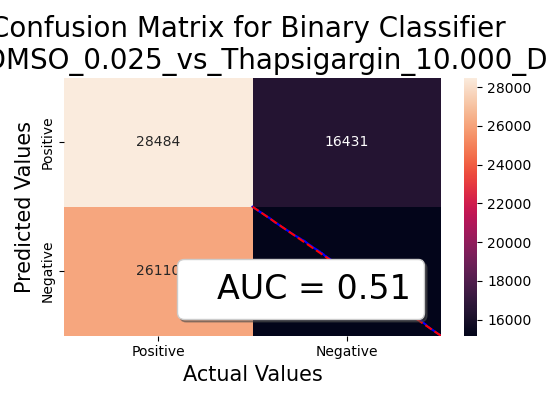 Confusion Matrix for Binary Classifier
DMSO_0.025_vs_Thapsigargin_10.000_D
Predicted Values
Positive
Negative
28484
16431
26110
AUC = 0.51
28000
26000
24000
22000
20000
18000
16000
Positive
Negative
Actual Values